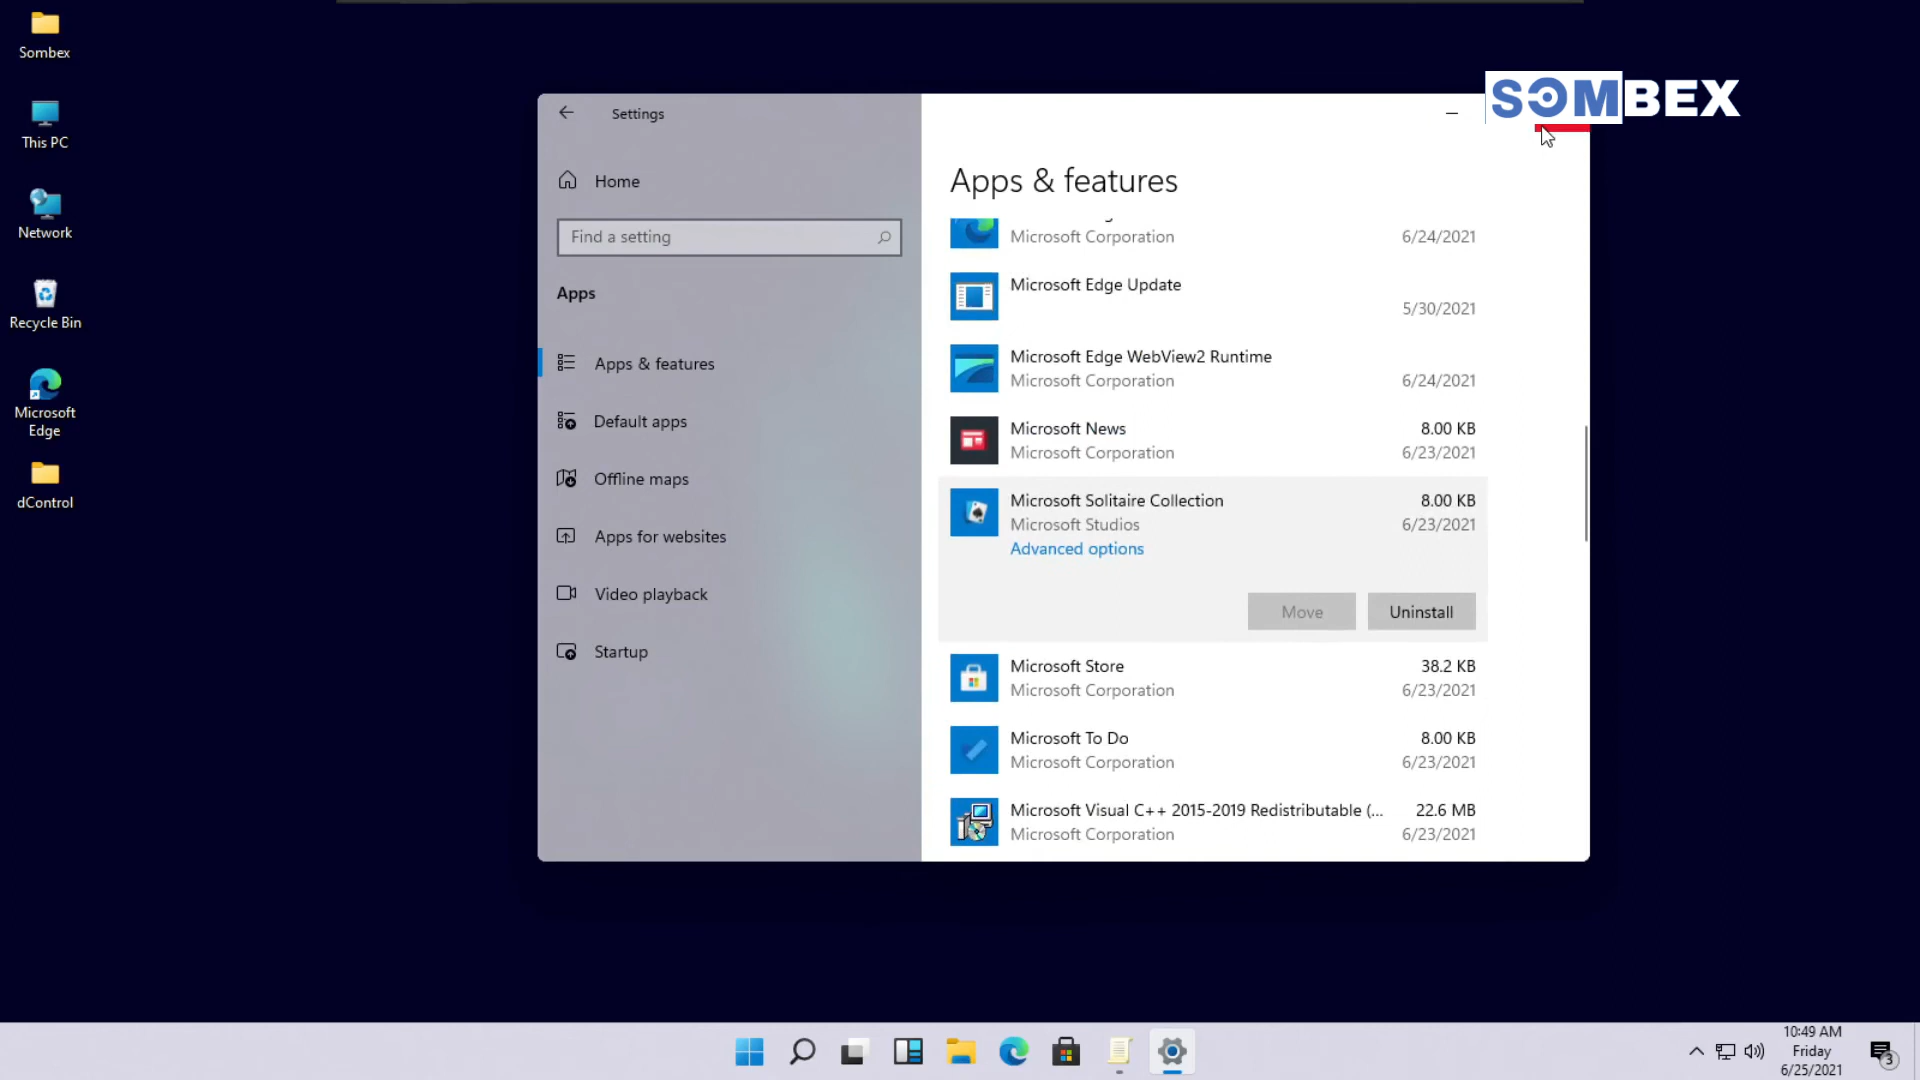 Sombex
This PC
Network
Recycle Bin
Microsoft
Edge
dControl
SOMBEX
Settings
Home
Find a setting
Apps
Apps & features
Default apps
Offline maps
Apps for websites
Video playback
Startup
Apps & features
Microsoft Corporation 6/24/2021
Microsoft Edge Update
5/30/2021
Microsoft Edge WebView2 Runtime
Microsoft Corporation 6/24/2021
Microsoft News 8.00 KB
Microsoft Corporation 6/23/2021
Microsoft Solitaire Collection 8.00 KB
Microsoft Studios 6/23/2021
Advanced options
Move Uninstall
Microsoft Store 38.2 KB
Microsoft Corporation 6/23/2021
Microsoft To Do 8.00 KB
Microsoft Corporation 6/23/2021
Microsoft Visual C++ 2015-2019 Redistributable (... 22.6 MB
Microsoft Corporation 6/23/2021
10:49 AM
Friday
6/25/2021
3